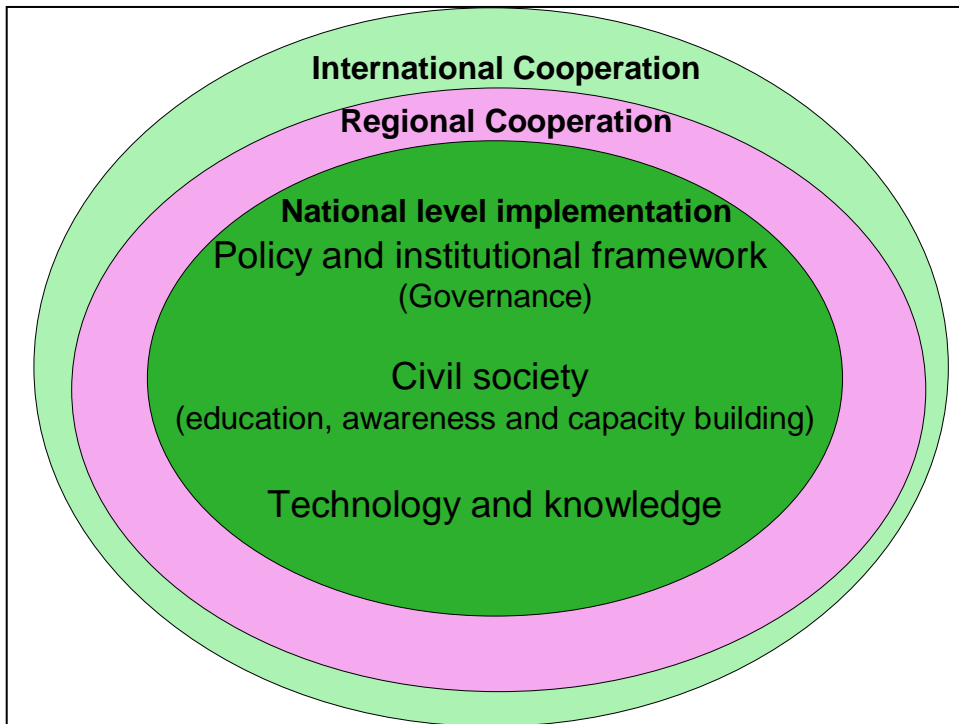 International Cooperation
Regional Cooperation
National level implementation
Policy and institutional framework
(Governance)
Civil society
(education, awareness and capacity building)
Technology and knowledge